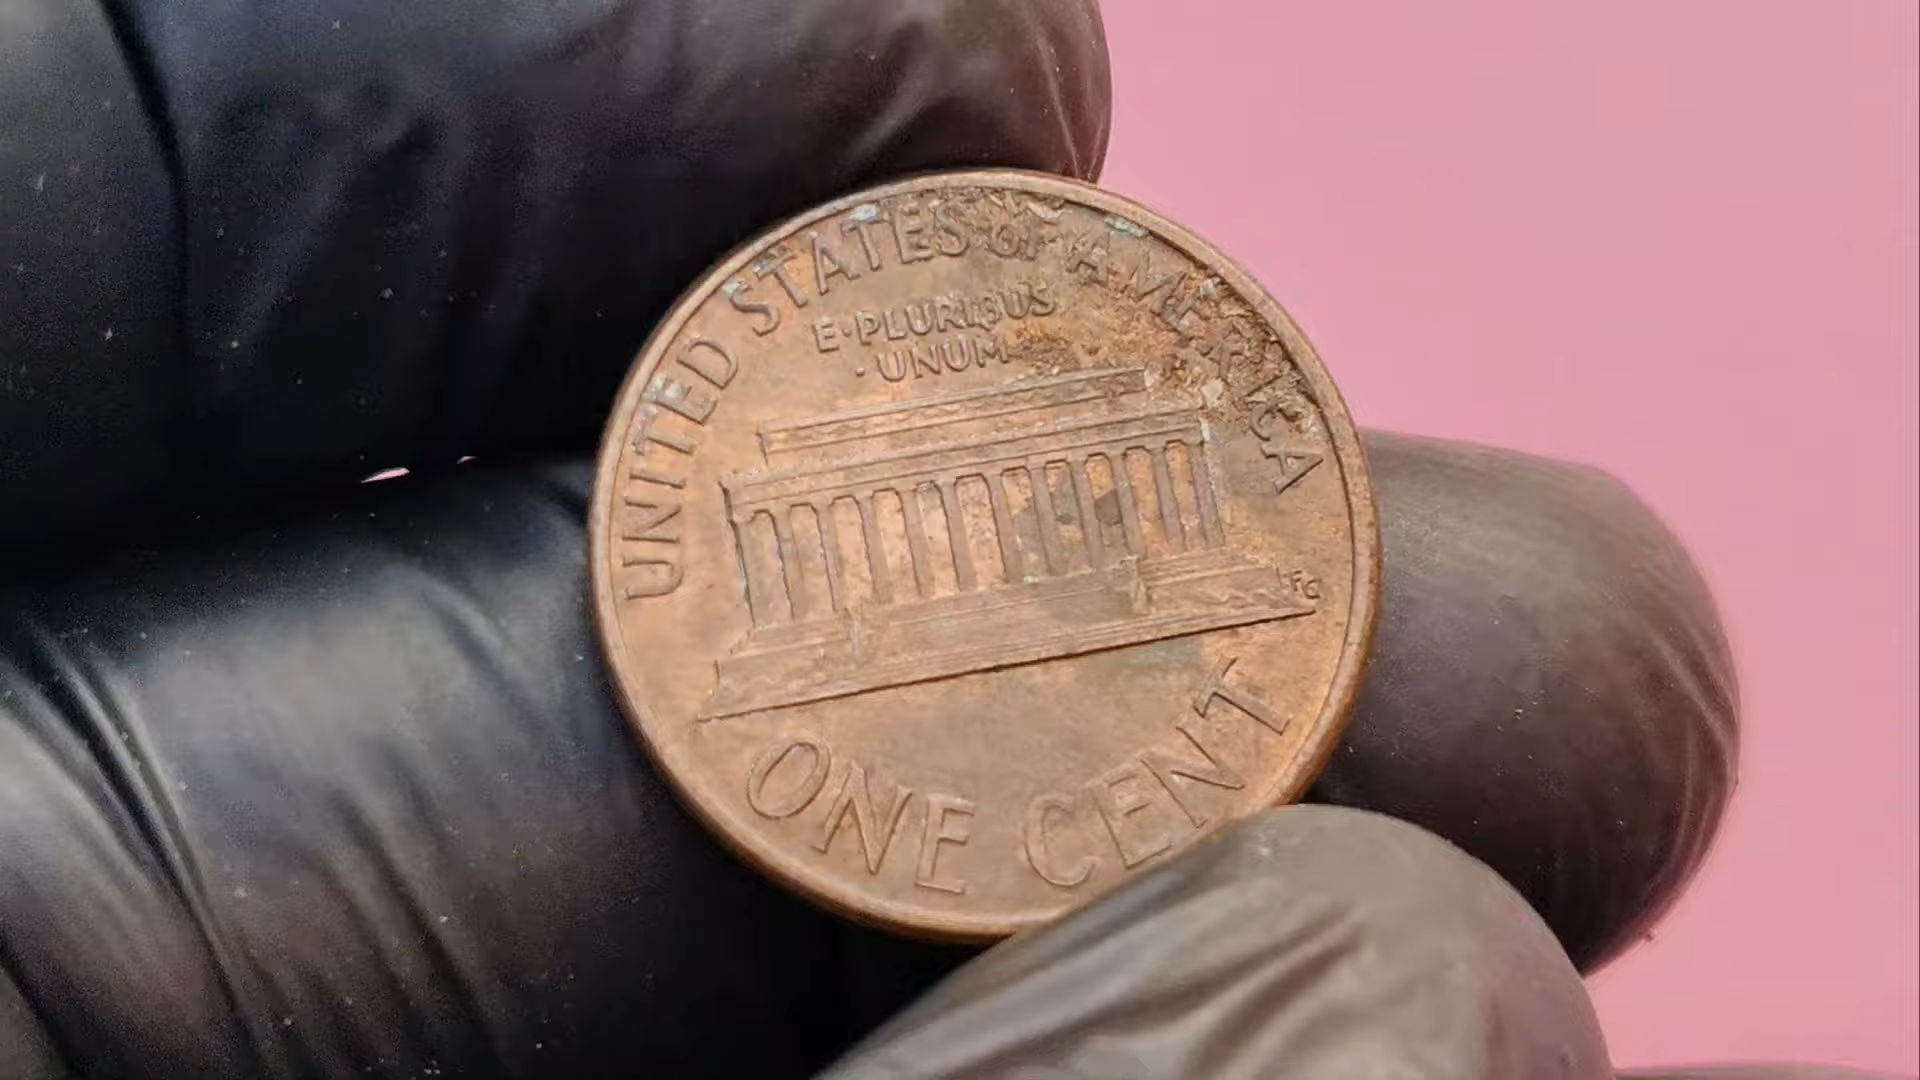 UNITED STATES OF AMERICA
E·PLURIBUS
·UNUM
FG
ONE CENT